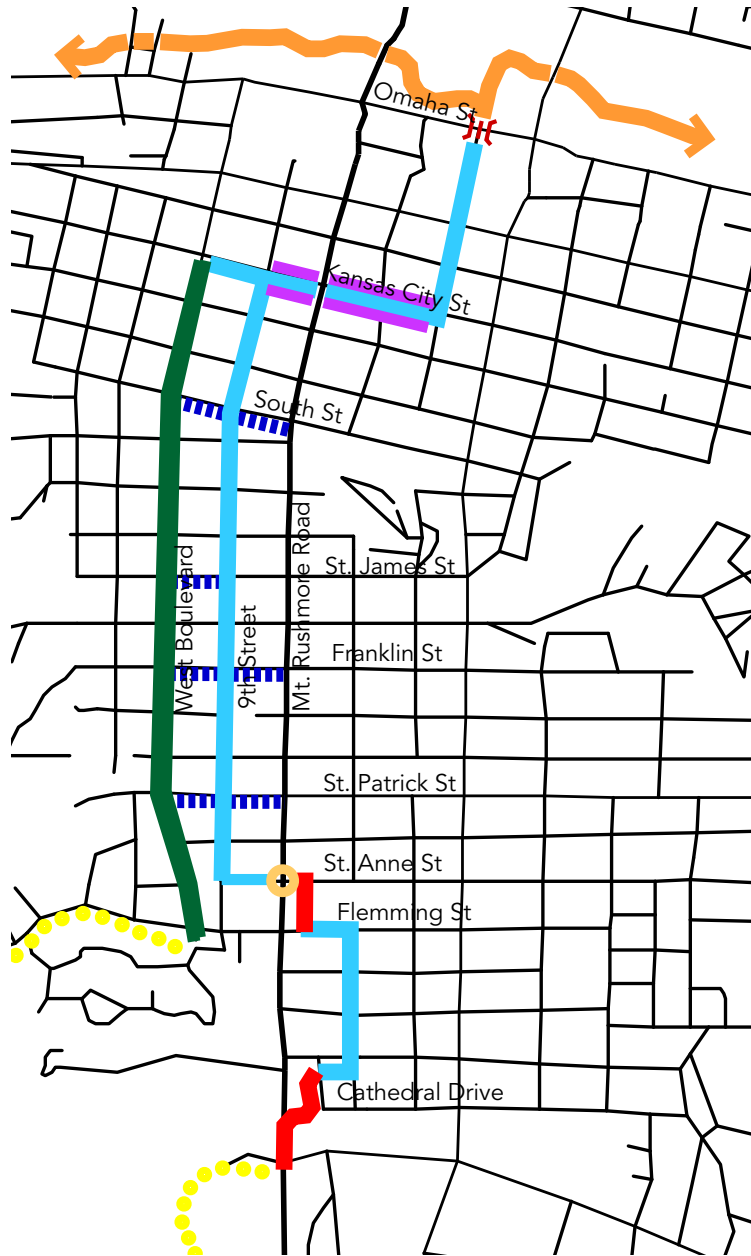 Omaha St
Kansas City St
South St
West Boulevard
9th Street
Mt. Rushmore Road
St. James St
Franklin St
St. Patrick St
St. Anne St
Flemming St
Cathedral Drive